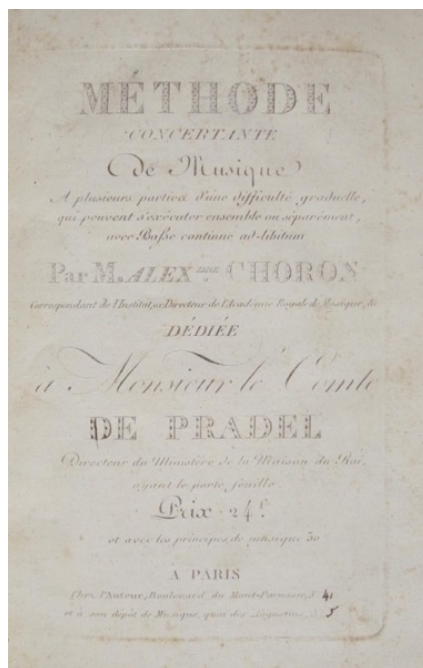 MÉTHODE
CONCERTANTE
de Musique
A plusieurs parties d'une difficulté graduelle,
qui peuvent s'exécuter ensemble ou séparément,
avec Basse continue ad-libitum
Par M. ALEX.DRE CHORON
Correspondant de l'Institut, ex Directeur de l'Académie Royale de Musique, &c
DÉDIÉE
à Monsieur le Comte
DE PRADEL
Directeur du Ministère de la Maison du Roi,
ayant le porte feuille.
Prix 24f
et avec les principes de musique 30
A PARIS
Chez l'Auteur, Boulevard du Mont-Parnasse, 41
et à son dépôt de Musique, quai des Augustins, 5